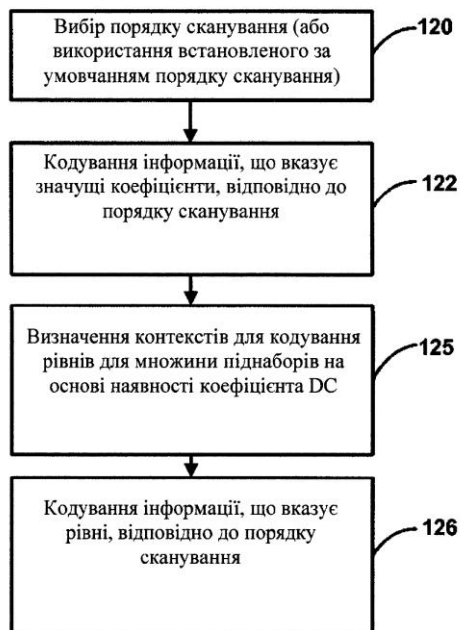 Вибір порядку сканування (або
використання встановленого за
умовчанням порядку сканування)
120
Кодування інформації, що вказує
значущі коефіцієнти, відповідно до
порядку сканування
122
Визначення контекстів для кодування
рівнів для множини піднаборів на
основі наявності коефіцієнта DC
125
Кодування інформації, що вказує
рівні, відповідно до порядку
сканування
126